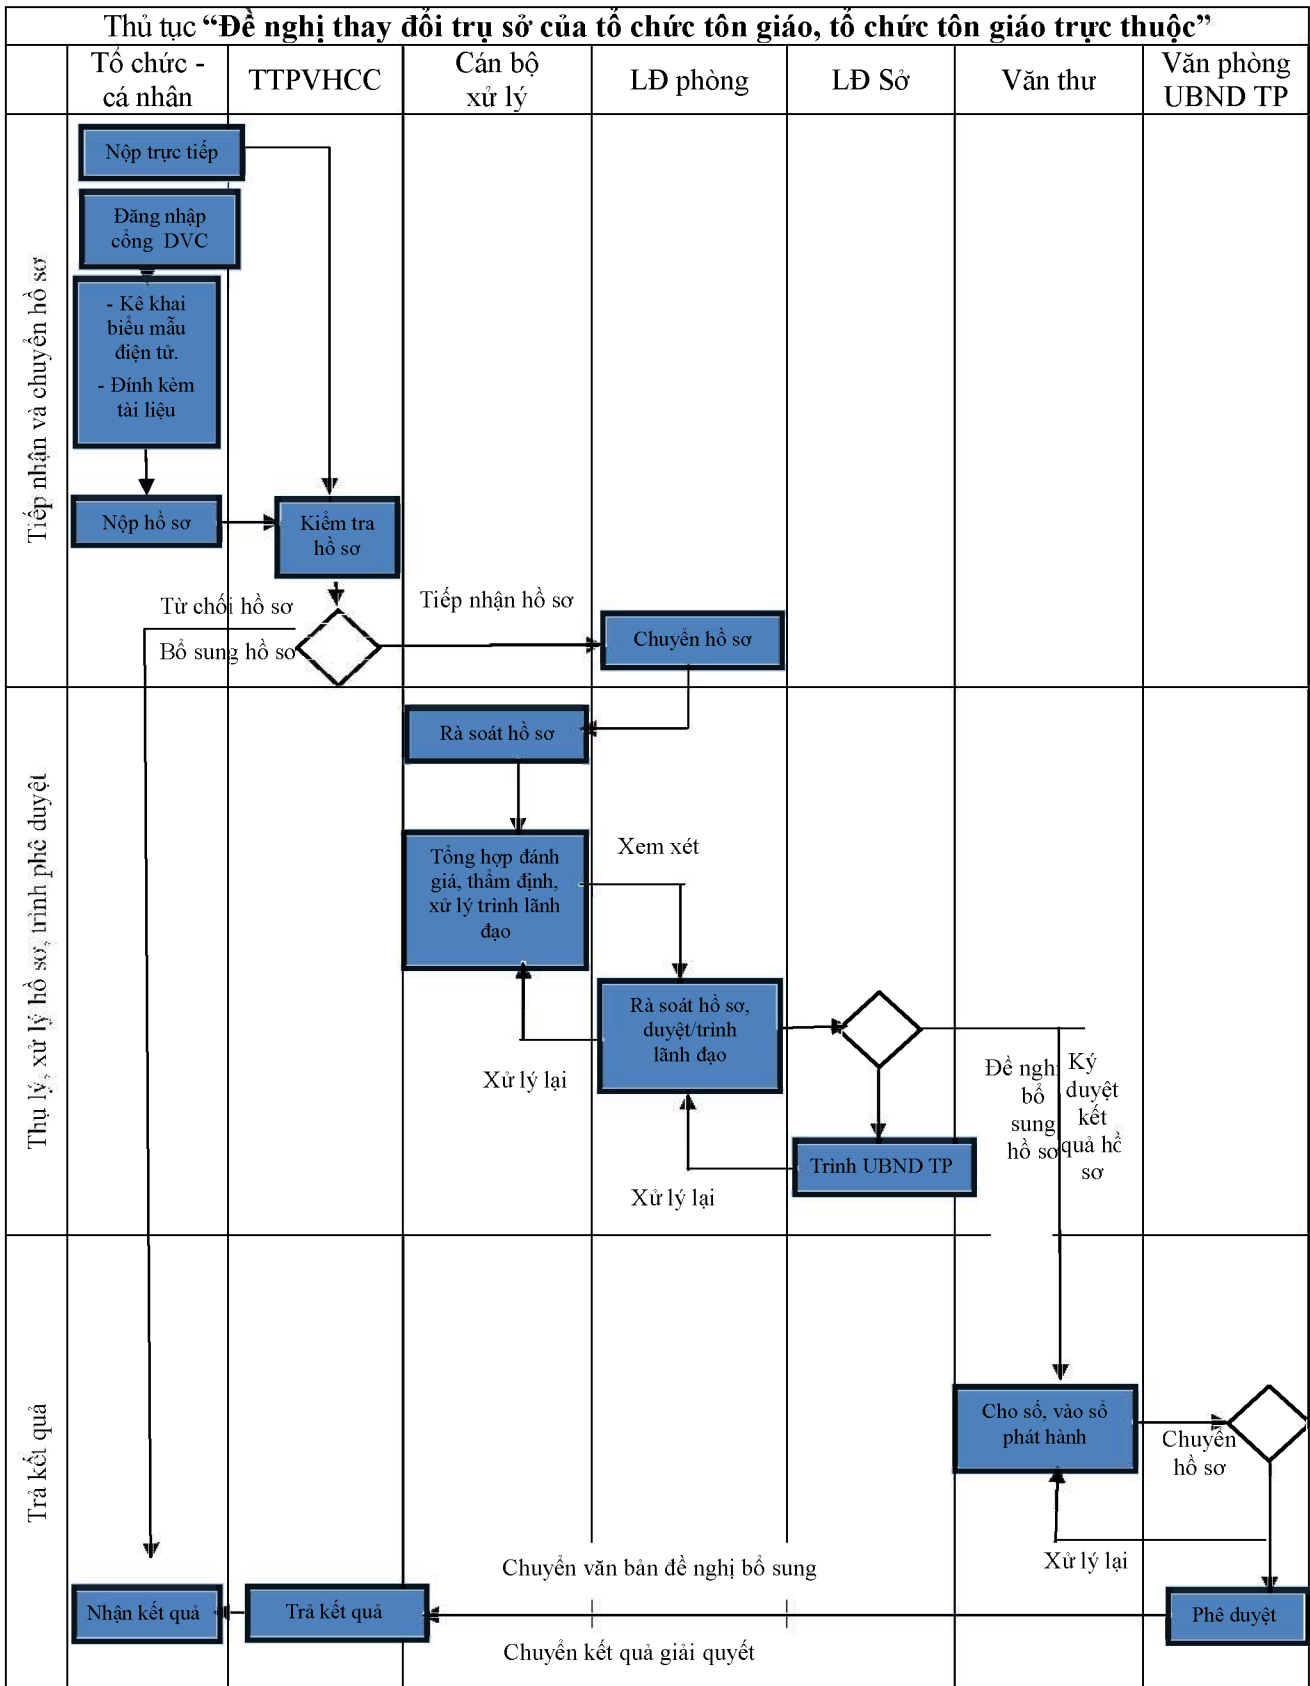 Thủ tục “Đề nghị thay đổi trụ sở của tổ chức tôn giáo, tổ chức tôn giáo trực thuộc”
Tổ chức -
cá nhân
TTPVHCC
Cán bộ
xử lý
LĐ phòng
LĐ Sở
Văn thư
Văn phòng
UBND TP
Tiếp nhận và chuyển hồ sơ
Nộp trực tiếp
Đăng nhập
cổng DVC
- Kê khai
biểu mẫu
điện tử.
- Đính kèm
tài liệu
Nộp hồ sơ
Kiểm tra
hồ sơ
Từ chối hồ sơ
Bổ sung hồ sơ
Tiếp nhận hồ sơ
Chuyển hồ sơ
Thụ lý, xử lý hồ sơ, trình phê duyệt
Rà soát hồ sơ
Tổng hợp đánh
giá, thẩm định,
xử lý trình lãnh
đạo
Xem xét
Rà soát hồ sơ,
duyệt/trình
lãnh đạo
Xử lý lại
Trình UBND TP
Xử lý lại
Đề nghị
bổ
sung
hồ sơ
Ký
duyệt
kết
quả hồ
sơ
Trả kết quả
Cho số, vào sổ
phát hành
Chuyển
hồ sơ
Xử lý lại
Chuyển văn bản đề nghị bổ sung
Nhận kết quả
Trả kết quả
Phê duyệt
Chuyển kết quả giải quyết